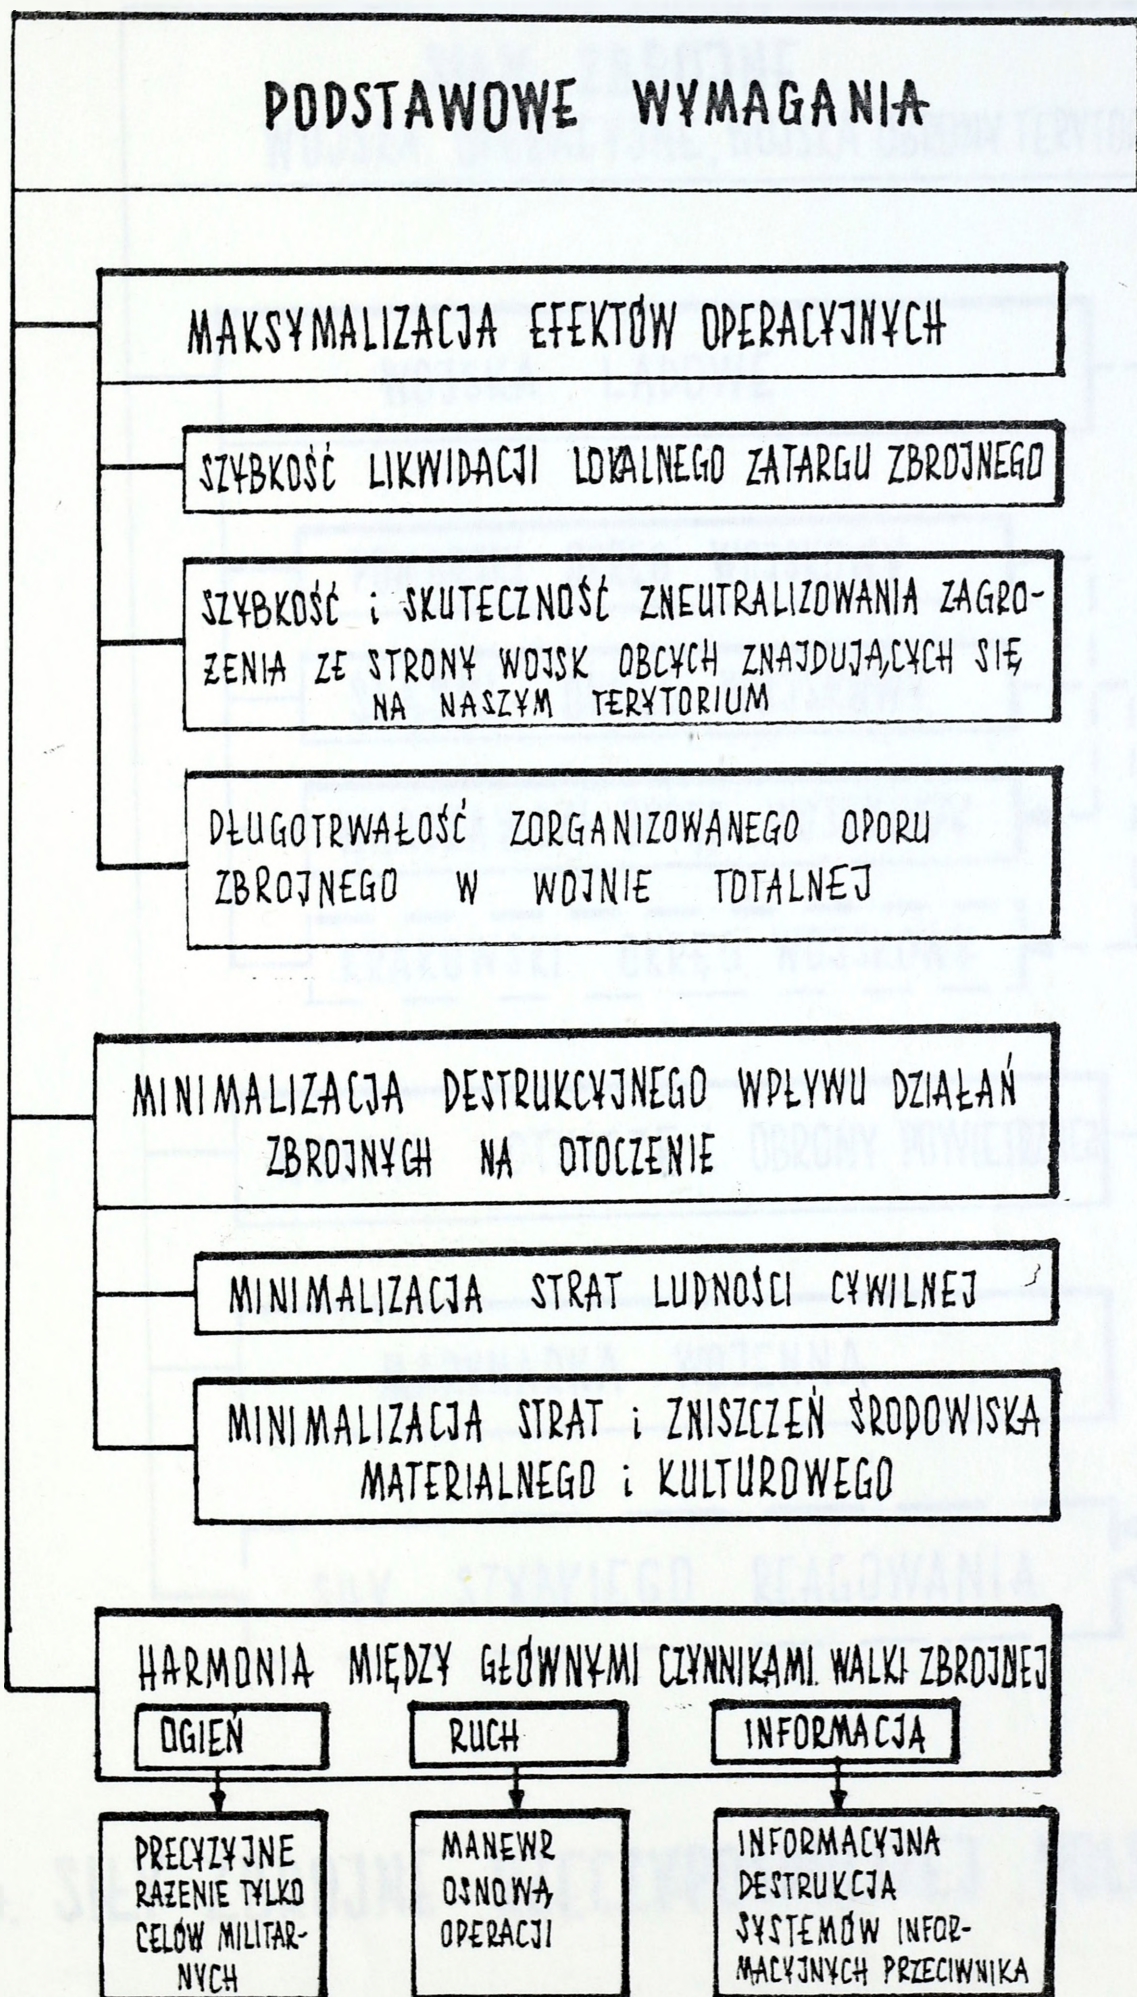 PODSTAWOWE WYMAGANIA
MAKSYMALIZACJA EFEKTÓW OPERACYJNYCH
SZYBKOŚĆ LIKWIDACJI LOKALNEGO ZATARGU ZBROJNEGO
SZYBKOŚĆ i SKUTECZNOŚĆ ZNEUTRALIZOWANIA ZAGRO-
ŻENIA ZE STRONY WOJSK OBCYCH ZNAJDUJĄCYCH SIĘ
NA NASZYM TERYTORIUM
DŁUGOTRWAŁOŚĆ ZORGANIZOWANEGO OPORU
ZBROJNEGO W WOJNIE TOTALNEJ
MINIMALIZACJA DESTRUKCYJNEGO WPŁYWU DZIAŁAŃ
ZBROJNYCH NA OTOCZENIE
MINIMALIZACJA STRAT LUDNOŚCI CYWILNEJ
MINIMALIZACJA STRAT i ZNISZCZEŃ ŚRODOWISKA
MATERIALNEGO i KULTUROWEGO
HARMONIA MIĘDZY GŁÓWNYMI CZYNNIKAMI WALKI ZBROJNEJ
OGIEŃ
RUCH
INFORMACJA
PRECYZYJNE
RAŻENIE TYLKO
CELÓW MILITAR-
NYCH
MANEWR
OSNOWĄ
OPERACJI
INFORMACYJNA
DESTRUKCJA
SYSTEMÓW INFOR-
MACYJNYCH PRZECIWNIKA